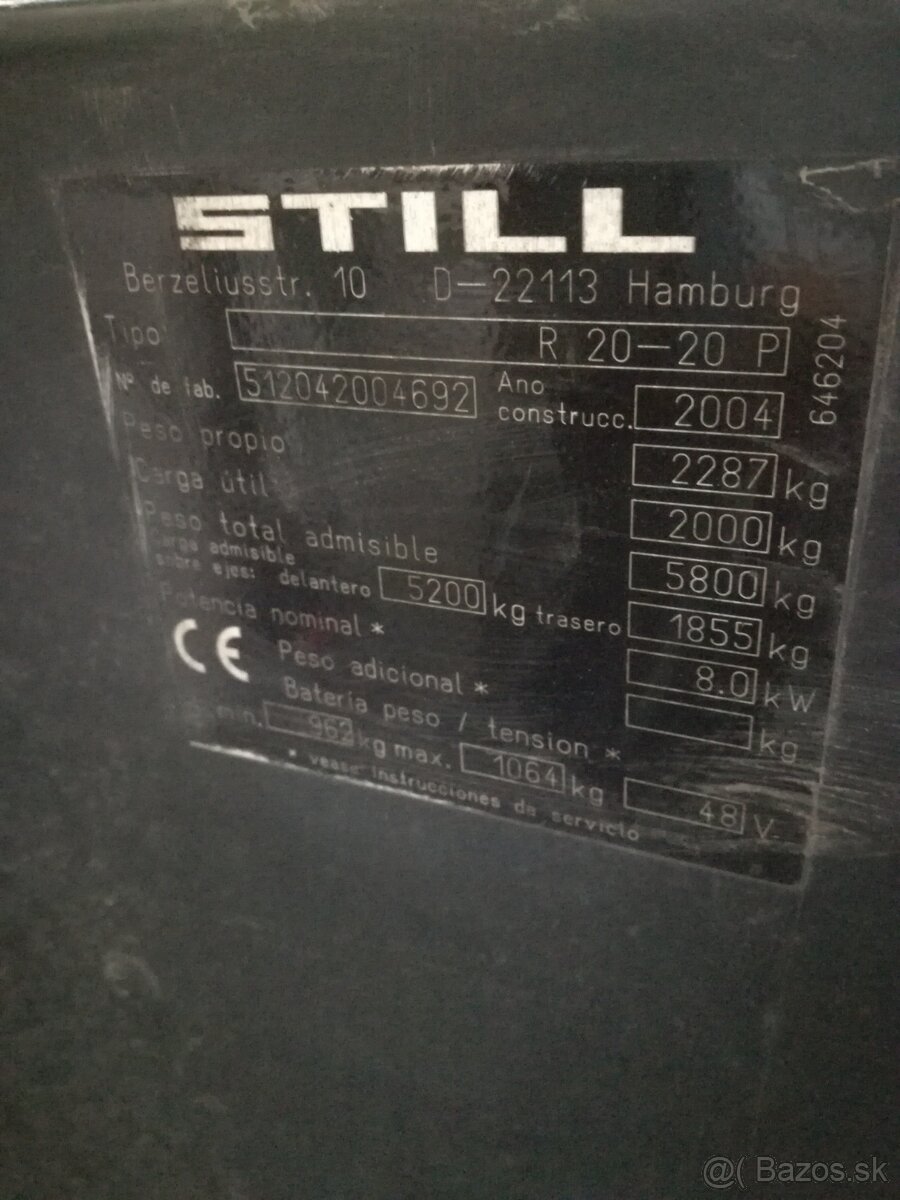 STILL
Berzeliusstr. 10 D-22113 Hamburg
Tipo R 20-20 P
Nº de fab. 512042004692 Ano construcc. 2004
646204
Peso propio 2287 kg
Carga útil 2000 kg
Peso total admisible 5800 kg
Carga admisible
sobre ejes: delantero 5200 kg trasero 1855 kg
Potencia nominal * 8.0 kW
CE Peso adicional * kg
Batería peso / tension *
min. 962 kg max. 1064 kg 48 V
* vease instrucciones de servicio
@( Bazos.sk